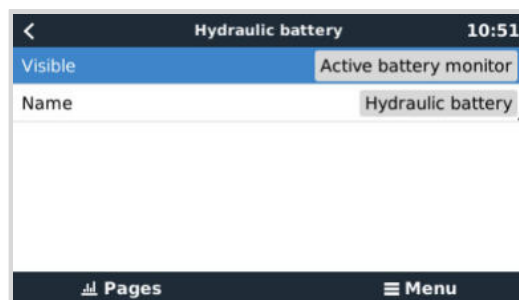 Hydraulic battery 10:51
Visible Active battery monitor
Name Hydraulic battery
Pages Menu